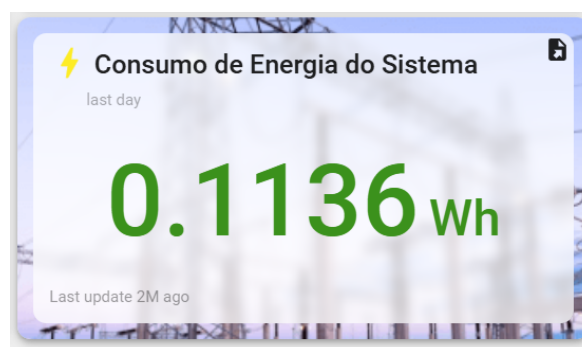 Consumo de Energia do Sistema
last day
0.1136 Wh
Last update 2M ago